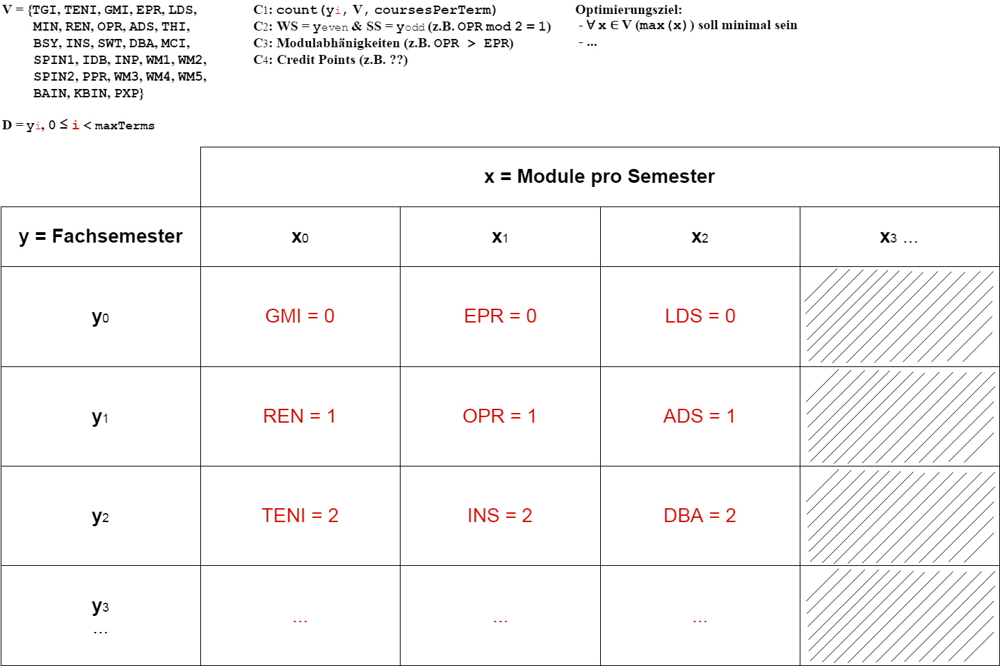 V = {TGI, TENI, GMI, EPR, LDS,
MIN, REN, OPR, ADS, THI,
BSY, INS, SWT, DBA, MCI,
SPIN1, IDB, INP, WM1, WM2,
SPIN2, PPR, WM3, WM4, WM5,
BAIN, KBIN, PXP}
D = yi, 0 ≤ i < maxTerms
C1: count(yi, V, coursesPerTerm)
C2: WS = yeven & SS = yodd (z.B. OPR mod 2 = 1)
C3: Modulabhänigkeiten (z.B. OPR > EPR)
C4: Credit Points (z.B. ??)
Optimierungsziel:
- ∀ x ∈ V (max(x)) soll minimal sein
- ...
x = Module pro Semester
y = Fachsemester x0 x1 x2 x3 ...
y0 GMI = 0 EPR = 0 LDS = 0
y1 REN = 1 OPR = 1 ADS = 1
y2 TENI = 2 INS = 2 DBA = 2
y3 ... ... ...
...